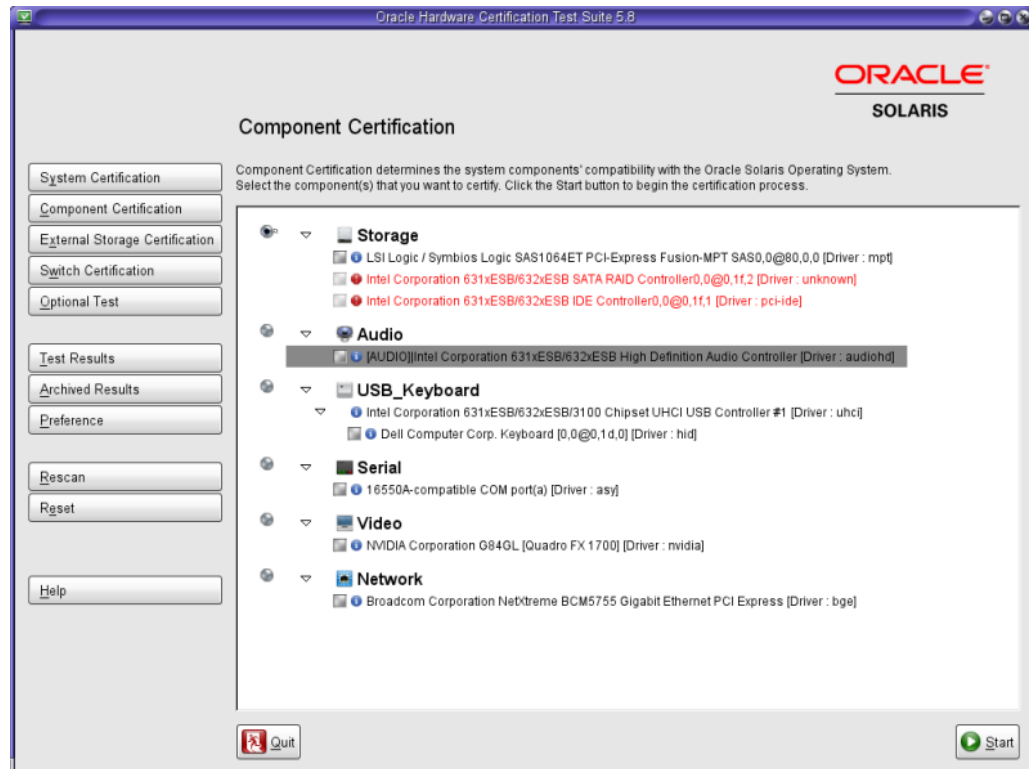 Oracle Hardware Certification Test Suite 5.8
ORACLE
SOLARIS
Component Certification
Component Certification determines the system components' compatibility with the Oracle Solaris Operating System.
Select the component(s) that you want to certify. Click the Start button to begin the certification process.
System Certification
Component Certification
External Storage Certification
Switch Certification
Optional Test
Test Results
Archived Results
Preference
Rescan
Reset
Help
Storage
LSI Logic / Symbios Logic SAS1064ET PCI-Express Fusion-MPT SAS0,0@80,0,0 [Driver : mpt]
Intel Corporation 631xESB/632xESB SATA RAID Controller0,0@0,1f,2 [Driver : unknown]
Intel Corporation 631xESB/632xESB IDE Controller0,0@0,1f,1 [Driver : pci-ide]
Audio
[AUDIO]|Intel Corporation 631xESB/632xESB High Definition Audio Controller [Driver : audiohd]
USB_Keyboard
Intel Corporation 631xESB/632xESB/3100 Chipset UHCI USB Controller #1 [Driver : uhci]
Dell Computer Corp. Keyboard [0,0@0,1d,0] [Driver : hid]
Serial
16550A-compatible COM port(a) [Driver : asy]
Video
NVIDIA Corporation G84GL [Quadro FX 1700] [Driver : nvidia]
Network
Broadcom Corporation NetXtreme BCM5755 Gigabit Ethernet PCI Express [Driver : bge]
Quit
Start